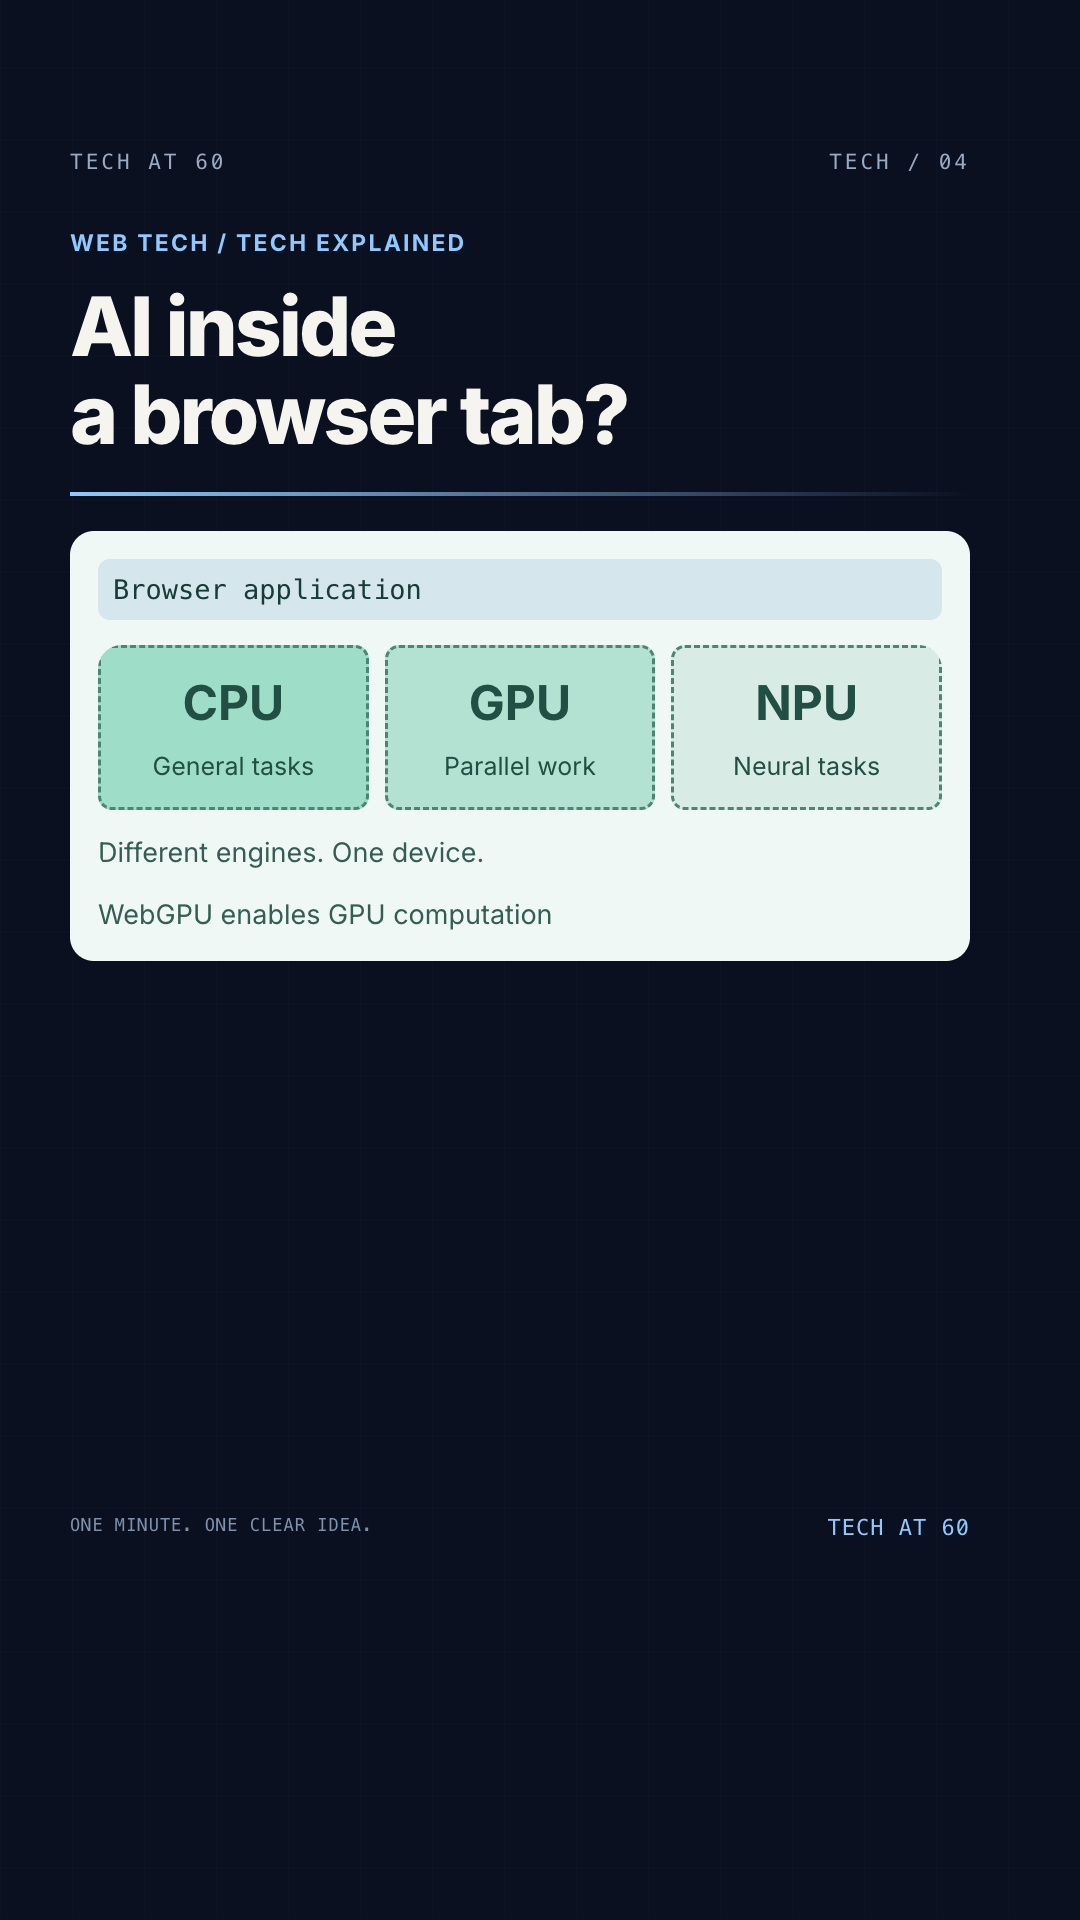 TECH AT 60
TECH / 04
WEB TECH / TECH EXPLAINED
AI inside
a browser tab?
Browser application
CPU
General tasks
GPU
Parallel work
NPU
Neural tasks
Different engines. One device.
WebGPU enables GPU computation
ONE MINUTE. ONE CLEAR IDEA.
TECH AT 60